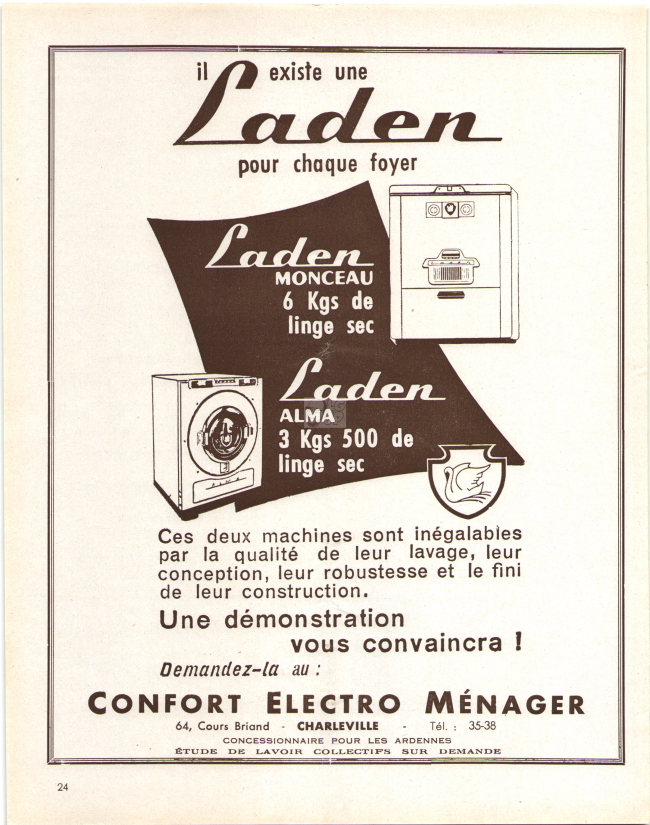 il existe une
Laden
pour chaque foyer
Laden
MONCEAU
6 Kgs de
linge sec
Laden
ALMA
3 Kgs 500 de
linge sec
ALMA
Ces deux machines sont inégalables
par la qualité de leur lavage, leur
conception, leur robustesse et le fini
de leur construction.
Une démonstration
vous convaincra !
Demandez-la au :
CONFORT ELECTRO MÉNAGER
64, Cours Briand - CHARLEVILLE - Tél. : 35-38
CONCESSIONNAIRE POUR LES ARDENNES
ÉTUDE DE LAVOIR COLLECTIFS SUR DEMANDE
24